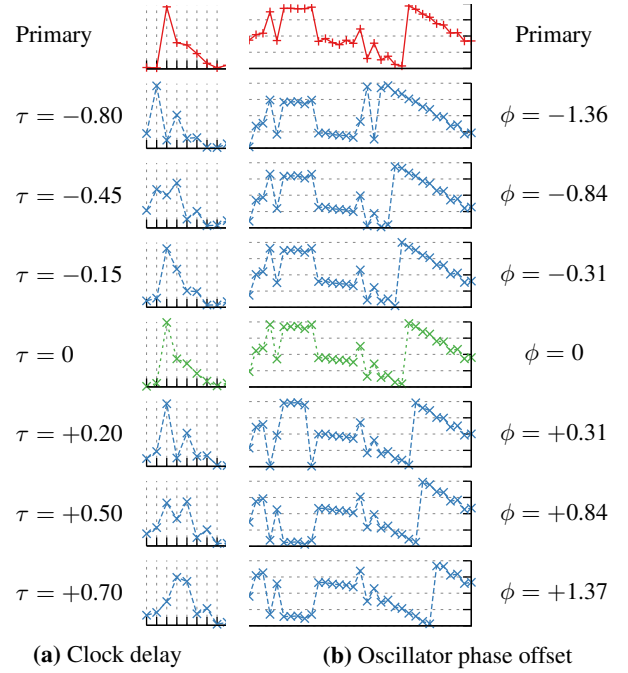 Primary Primary
τ = −0.80 ϕ = −1.36
τ = −0.45 ϕ = −0.84
τ = −0.15 ϕ = −0.31
τ = 0 ϕ = 0
τ = +0.20 ϕ = +0.31
τ = +0.50 ϕ = +0.84
τ = +0.70 ϕ = +1.37
(a) Clock delay (b) Oscillator phase offset